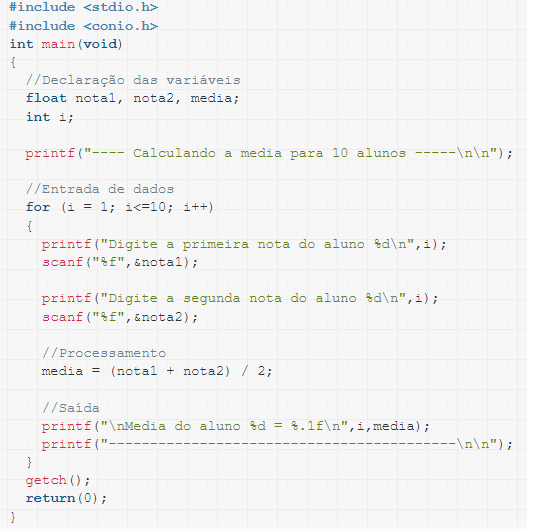 #include <stdio.h>
#include <conio.h>
int main(void)
{
  //Declaração das variáveis
  float nota1, nota2, media;
  int i;

  printf("---- Calculando a media para 10 alunos -----\n\n");

  //Entrada de dados
  for (i = 1; i<=10; i++)
  {
    printf("Digite a primeira nota do aluno %d\n",i);
    scanf("%f",&nota1);

    printf("Digite a segunda nota do aluno %d\n",i);
    scanf("%f",&nota2);

    //Processamento
    media = (nota1 + nota2) / 2;

    //Saída
    printf("\nMedia do aluno %d = %.1f\n",i,media);
    printf("------------------------------------------\n\n");
  }
  getch();
  return(0);
}